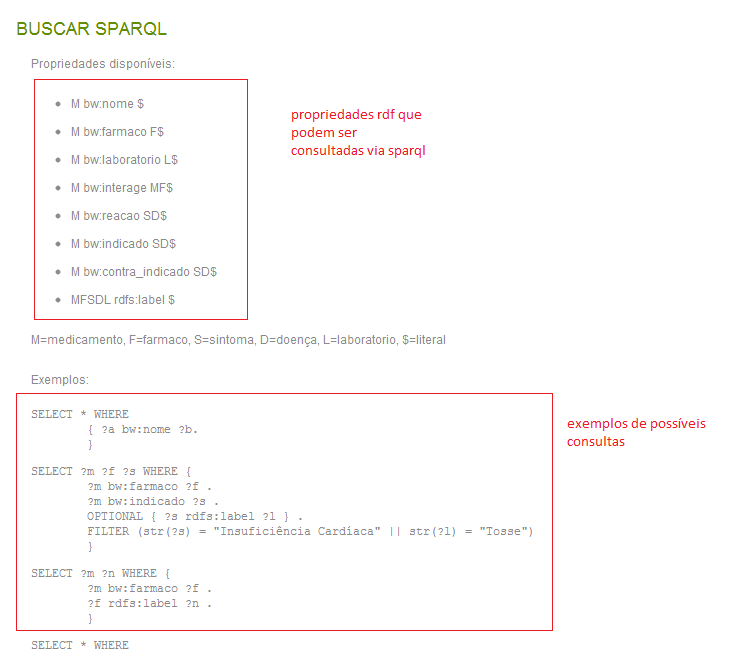 BUSCAR SPARQL
Propriedades disponíveis:
M bw:nome $
M bw:farmaco F$
M bw:laboratorio L$
M bw:interage MF$
M bw:reacao SD$
M bw:indicado SD$
M bw:contra_indicado SD$
MFSDL rdfs:label $
propriedades rdf que
podem ser
consultadas via sparql
M=medicamento, F=farmaco, S=sintoma, D=doença, L=laboratorio, $=literal
Exemplos:
SELECT * WHERE
{ ?a bw:nome ?b.
}
SELECT ?m ?f ?s WHERE {
?m bw:farmaco ?f .
?m bw:indicado ?s .
OPTIONAL { ?s rdfs:label ?l } .
FILTER (str(?s) = "Insuficiência Cardíaca" || str(?l) = "Tosse")
}
SELECT ?m ?n WHERE {
?m bw:farmaco ?f .
?f rdfs:label ?n .
}
exemplos de possíveis
consultas
SELECT * WHERE